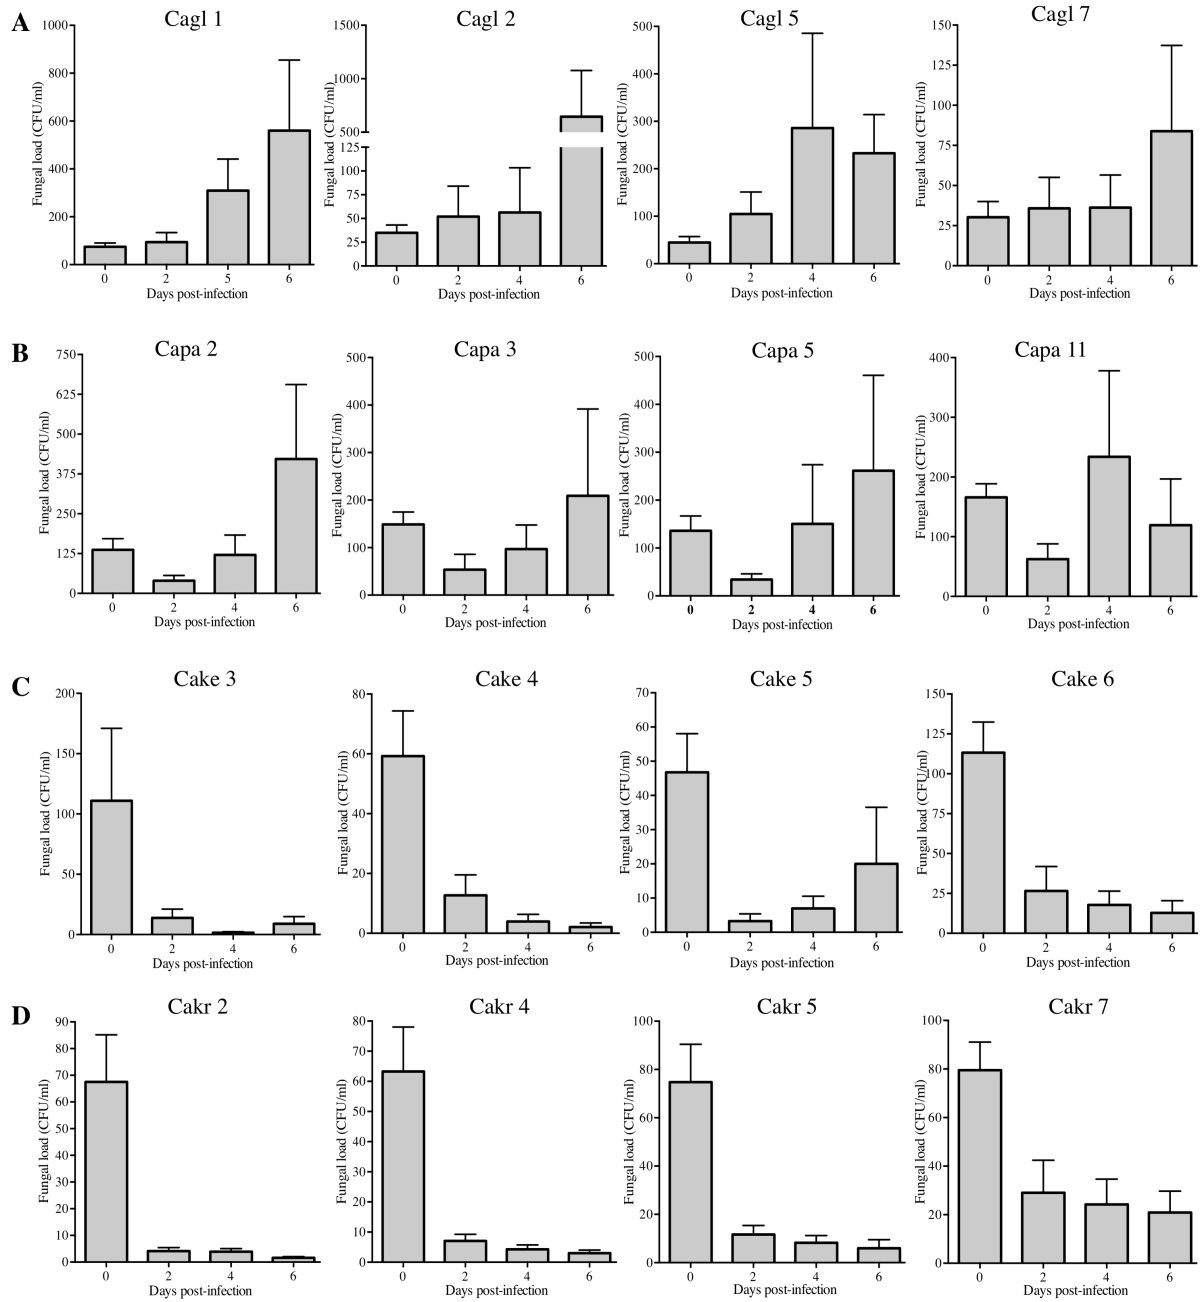 A
Cagl 1
Fungal load (CFU/ml)
1000
800
600
400
200
0
0 2 5 6
Days post-infection
Cagl 2
Fungal load (CFU/ml)
1500
1000
500
125
100
75
50
25
0
0 2 4 6
Days post-infection
Cagl 5
Fungal load (CFU/ml)
500
400
300
200
100
0
0 2 4 6
Days post-infection
Cagl 7
Fungal load (CFU/ml)
150
125
100
75
50
25
0
0 2 4 6
Days post-infection
B
Capa 2
Fungal load (CFU/ml)
750
625
500
375
250
125
0
0 2 4 6
Days post-infection
Capa 3
Fungal load (CFU/ml)
500
400
300
200
100
0
0 2 4 6
Days post-infection
Capa 5
Fungal load (CFU/ml)
500
400
300
200
100
0
0 2 4 6
Days post-infection
Capa 11
Fungal load (CFU/ml)
400
300
200
100
0
0 2 4 6
Days post-infection
C
Cake 3
Fungal load (CFU/ml)
200
150
100
50
0
0 2 4 6
Days post-infection
Cake 4
Fungal load (CFU/ml)
80
60
40
20
0
0 2 4 6
Days post-infection
Cake 5
Fungal load (CFU/ml)
70
60
50
40
30
20
10
0
0 2 4 6
Days post-infection
Cake 6
Fungal load (CFU/ml)
150
125
100
75
50
25
0
0 2 4 6
Days post-infection
D
Cakr 2
Fungal load (CFU/ml)
90
80
70
60
50
40
30
20
10
0
0 2 4 6
Days post-infection
Cakr 4
Fungal load (CFU/ml)
80
70
60
50
40
30
20
10
0
0 2 4 6
Days post-infection
Cakr 5
Fungal load (CFU/ml)
100
80
60
40
20
0
0 2 4 6
Days post-infection
Cakr 7
Fungal load (CFU/ml)
100
80
60
40
20
0
0 2 4 6
Days post-infection